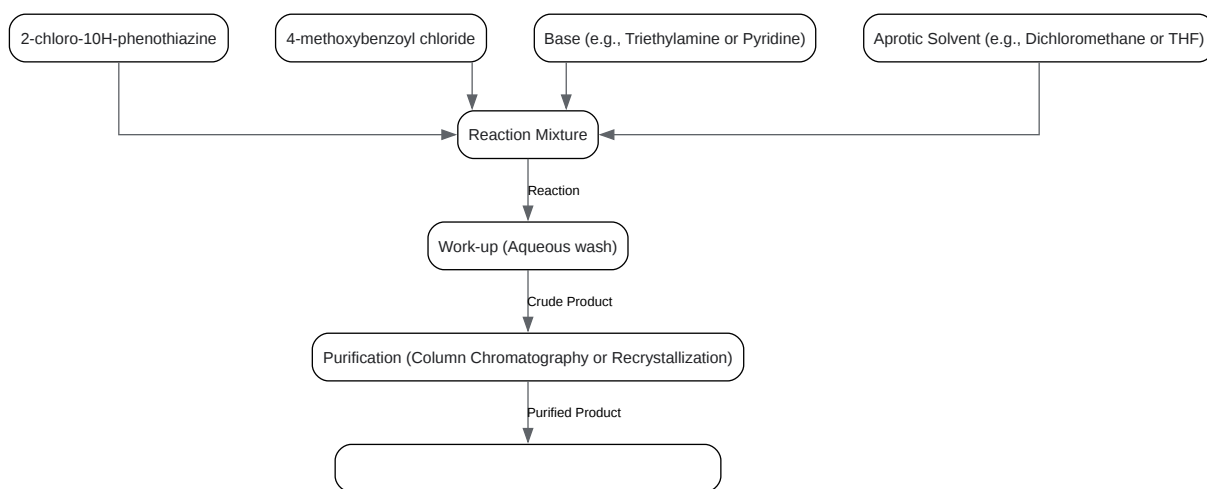 2-chloro-10H-phenothiazine
4-methoxybenzoyl chloride
Base (e.g., Triethylamine or Pyridine)
Aprotic Solvent (e.g., Dichloromethane or THF)
Reaction Mixture
Reaction
Work-up (Aqueous wash)
Crude Product
Purification (Column Chromatography or Recrystallization)
Purified Product